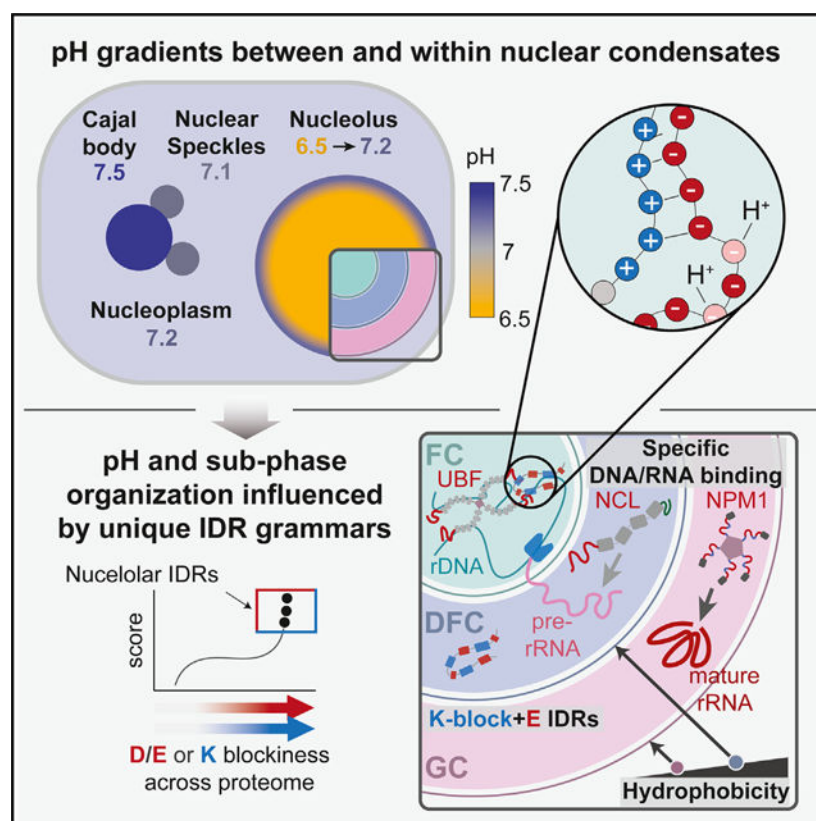 pH gradients between and within nuclear condensates
Cajal
body
7.5
Nuclear
Speckles
7.1
Nucleolus
6.5 → 7.2
Nucleoplasm
7.2
pH
7.5
7
6.5
+
+
+
+
+
-
-
-
-
-
-
-
-
-
-
H+
H+
pH and sub-phase
organization influenced
by unique IDR grammars
Nucelolar IDRs
score
D/E or K blockiness
across proteome
FC
UBF
rDNA
Specific
DNA/RNA binding
NCL
NPM1
DFC
pre-
rRNA
mature
rRNA
K-block+E IDRs
GC
Hydrophobicity